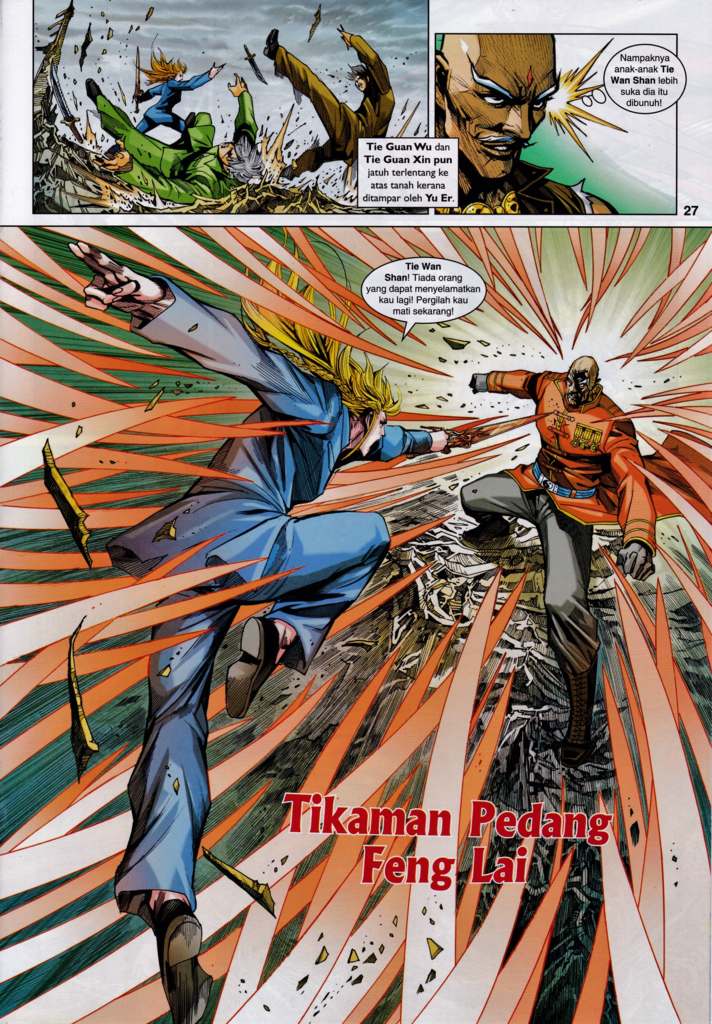 Tie Guan Wu dan
Tie Guan Xin pun
jatuh terlentang ke
atas tanah kerana
ditampar oleh Yu Er.
Nampaknya
anak-anak Tie
Wan Shan lebih
suka dia itu
dibunuh!
27
Tie Wan
Shan! Tiada orang
yang dapat menyelamatkan
kau lagi! Pergilah kau
mati sekarang!
Tikaman Pedang
Feng Lai